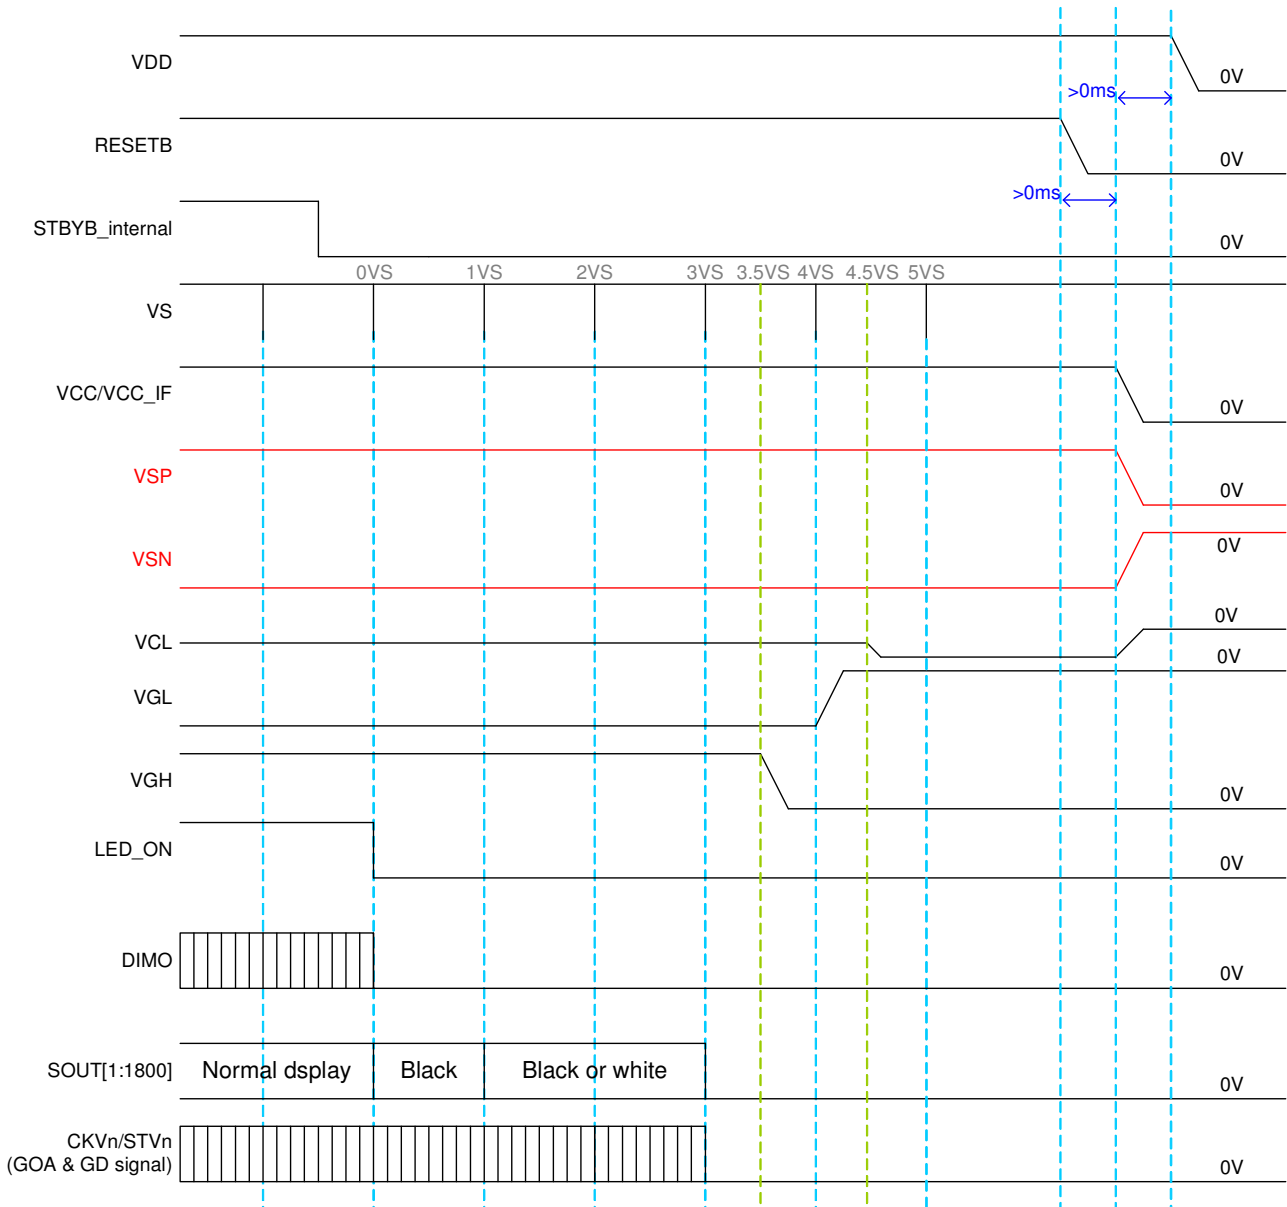 VDD
0V
>0ms
RESETB
0V
>0ms
STBYB_internal
0V
0VS 1VS 2VS 3VS 3.5VS 4VS 4.5VS 5VS
VS
VCC/VCC_IF
0V
VSP
0V
VSN
0V
0V
VCL
0V
VGL
VGH
0V
LED_ON
0V
DIMO
0V
SOUT[1:1800] Normal dsplay Black Black or white
0V
CKVn/STVn
(GOA & GD signal)
0V